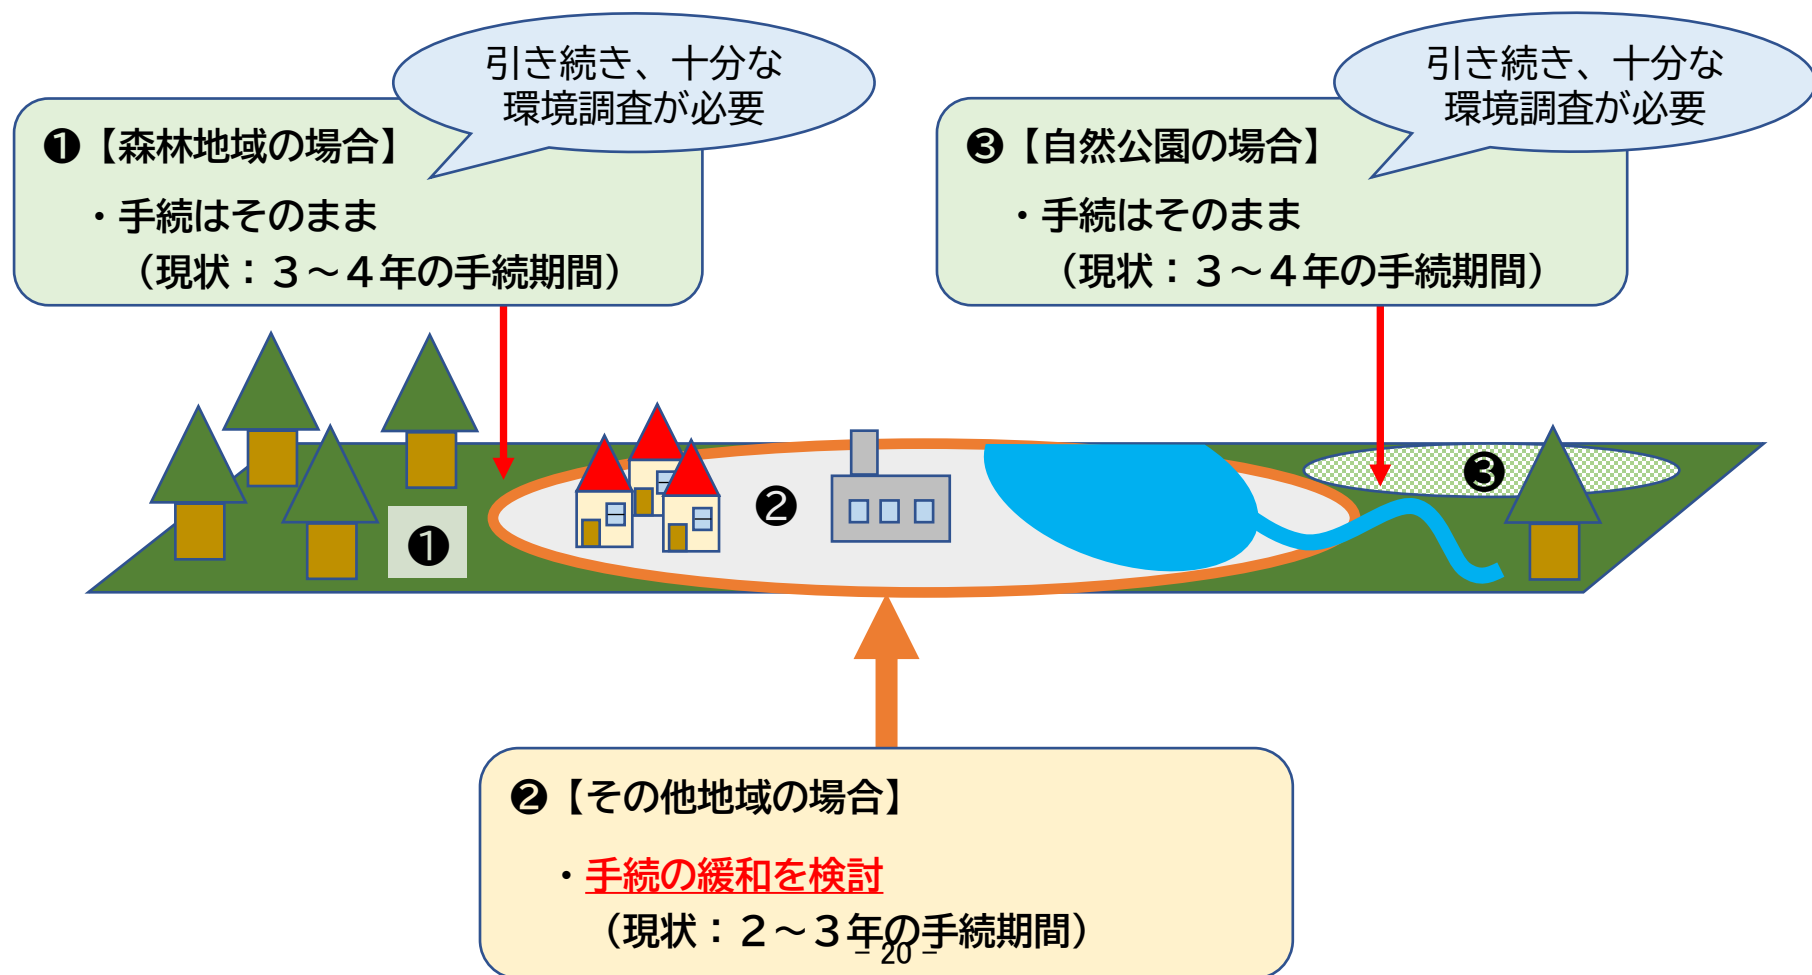 引き続き、十分な
環境調査が必要
❶【森林地域の場合】
・手続はそのまま
（現状：３～４年の手続期間）
引き続き、十分な
環境調査が必要
❸【自然公園の場合】
・手続はそのまま
（現状：３～４年の手続期間）
❶
❷
❸
❷【その他地域の場合】
・手続の緩和を検討
（現状：２～３年の手続期間）
－ 20 －